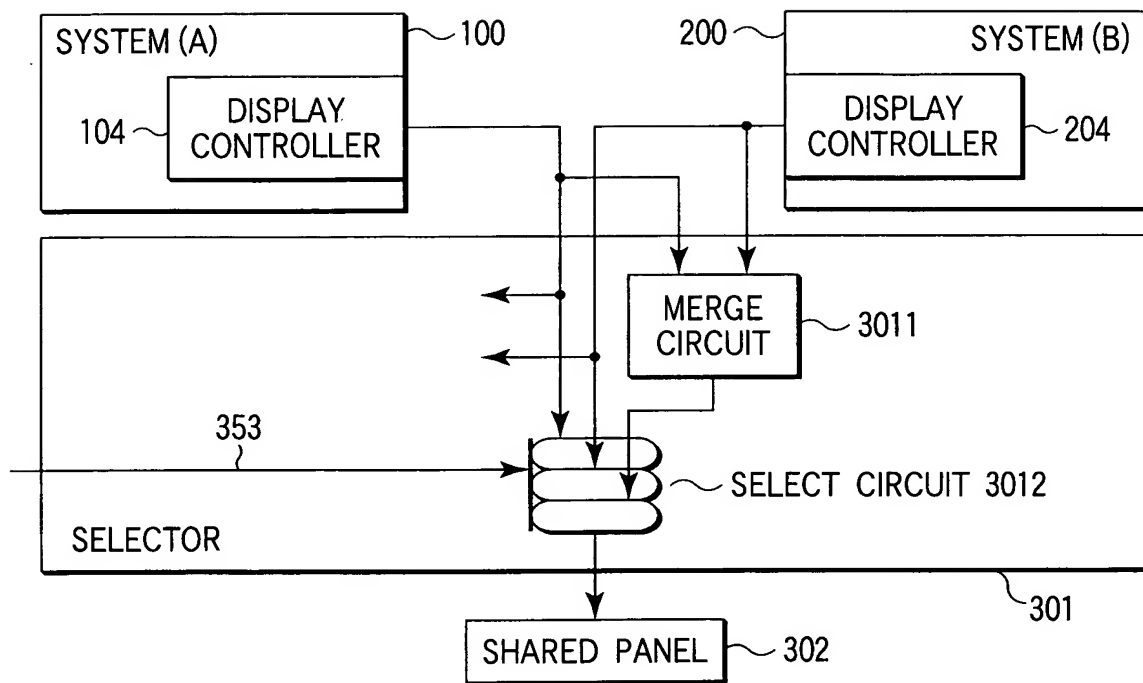 SYSTEM (A)
100
DISPLAY
CONTROLLER
104
200
SYSTEM (B)
DISPLAY
CONTROLLER
204
MERGE
CIRCUIT
3011
353
SELECT CIRCUIT 3012
SELECTOR
301
SHARED PANEL
302